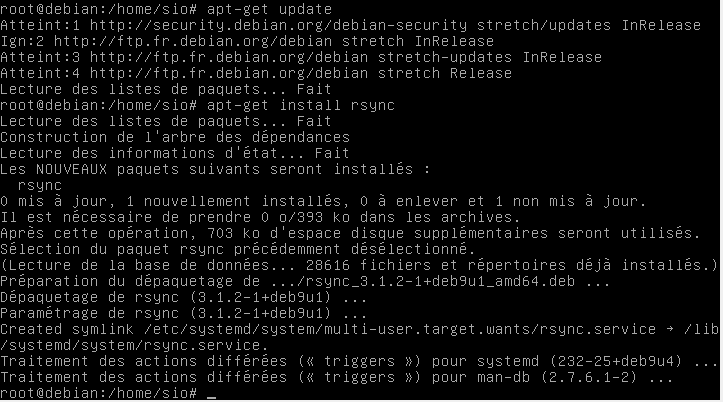 root@debian:/home/sio# apt-get update
Atteint:1 http://security.debian.org/debian-security stretch/updates InRelease
Ign:2 http://ftp.fr.debian.org/debian stretch InRelease
Atteint:3 http://ftp.fr.debian.org/debian stretch-updates InRelease
Atteint:4 http://ftp.fr.debian.org/debian stretch Release
Lecture des listes de paquets... Fait
root@debian:/home/sio# apt-get install rsync
Lecture des listes de paquets... Fait
Construction de l'arbre des dépendances
Lecture des informations d'état... Fait
Les NOUVEAUX paquets suivants seront installés :
  rsync
0 mis à jour, 1 nouvellement installés, 0 à enlever et 1 non mis à jour.
Il est nécessaire de prendre 0 o/393 ko dans les archives.
Après cette opération, 703 ko d'espace disque supplémentaires seront utilisés.
Sélection du paquet rsync précédemment désélectionné.
(Lecture de la base de données... 28616 fichiers et répertoires déjà installés.)
Préparation du dépaquetage de .../rsync_3.1.2-1+deb9u1_amd64.deb ...
Dépaquetage de rsync (3.1.2-1+deb9u1) ...
Paramétrage de rsync (3.1.2-1+deb9u1) ...
Created symlink /etc/systemd/system/multi-user.target.wants/rsync.service → /lib
/systemd/system/rsync.service.
Traitement des actions différées (« triggers ») pour systemd (232-25+deb9u4) ...
Traitement des actions différées (« triggers ») pour man-db (2.7.6.1-2) ...
root@debian:/home/sio# _